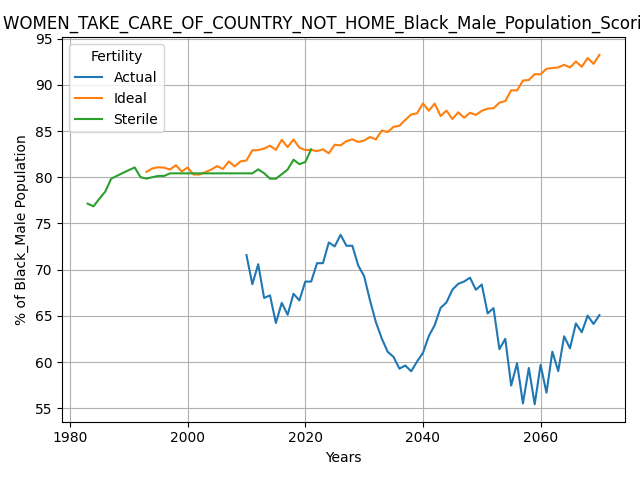 WOMEN_TAKE_CARE_OF_COUNTRY_NOT_HOME_Black_Male_Population_Scori
95
90
85
80
75
70
65
60
55
% of Black_Male Population
Fertility
Actual
Ideal
Sterile
1980 2000 2020 2040 2060
Years